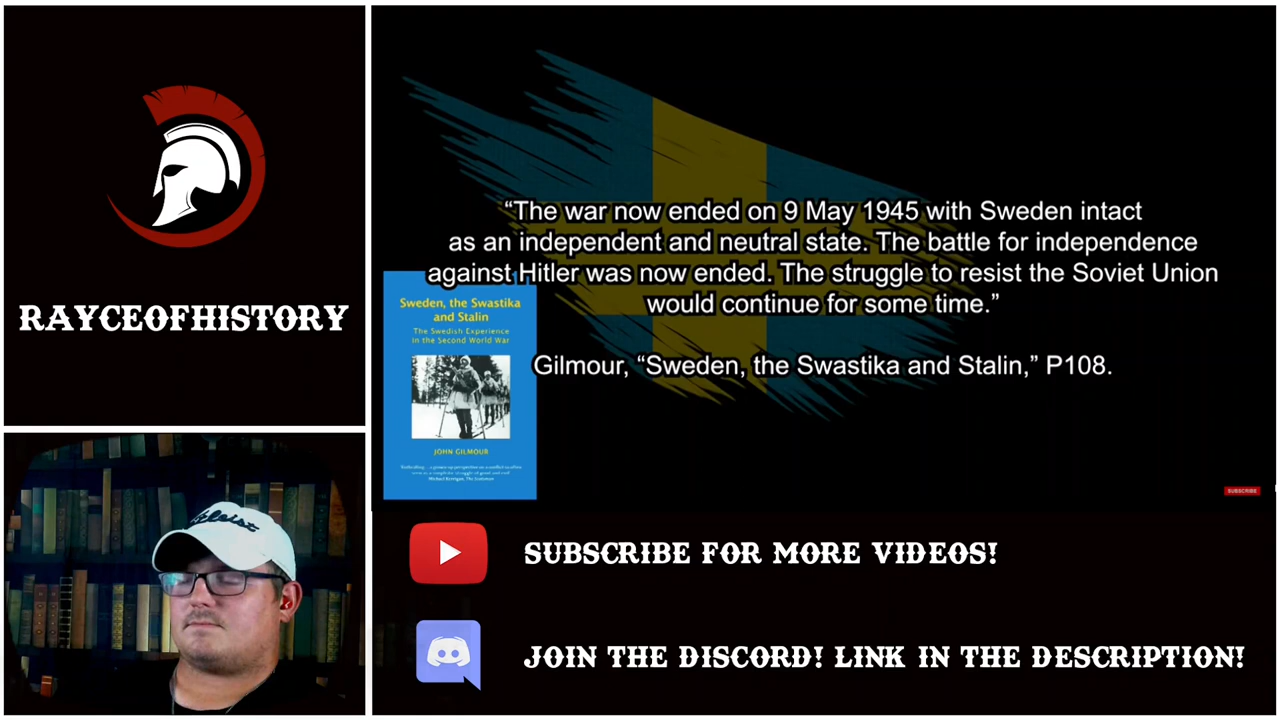 RAYCEOFHISTORY
“The war now ended on 9 May 1945 with Sweden intact
as an independent and neutral state. The battle for independence
against Hitler was now ended. The struggle to resist the Soviet Union
would continue for some time.”
Gilmour, “Sweden, the Swastika and Stalin,” P108.
Sweden, the Swastika
and Stalin
The Swedish Experience
in the Second World War
JOHN GILMOUR
SUBSCRIBE
Titleist
SUBSCRIBE FOR MORE VIDEOS!
JOIN THE DISCORD! LINK IN THE DESCRIPTION!